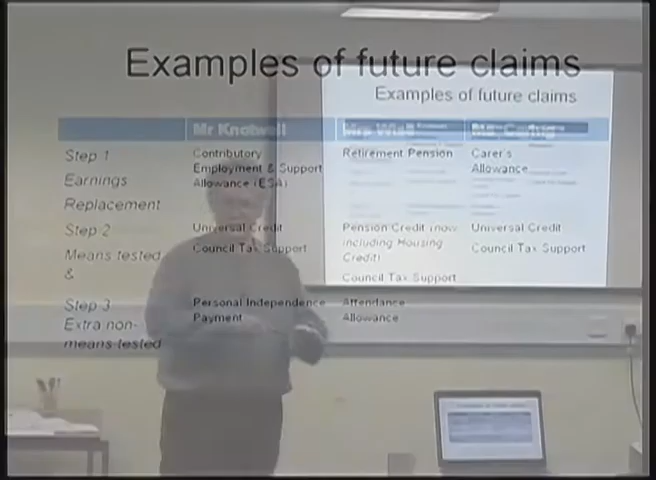 Examples of future claims
Examples of future claims
Mr Knotwell
Step 1
Earnings
Replacement
Contributory
Employment & Support
Allowance (ESA)
Retirement Pension
Carer's
Allowance
Step 2
Means tested
&
Universal Credit
Council Tax Support
Pension Credit (now
including Housing
Credit)
Council Tax Support
Universal Credit
Council Tax Support
Step 3
Extra non-
means tested
Personal Independence
Payment
Attendance
Allowance